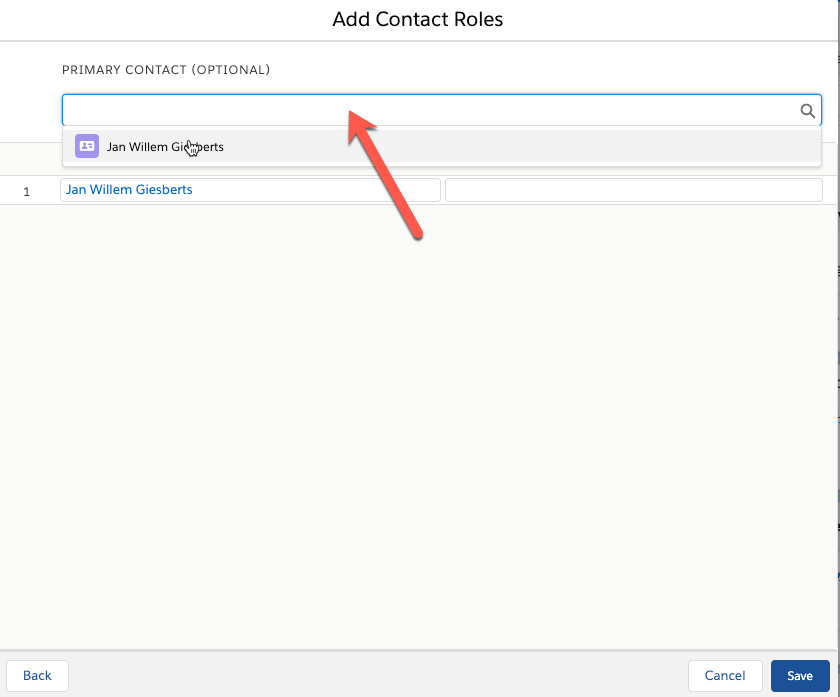 Add Contact Roles
PRIMARY CONTACT (OPTIONAL)
Jan Willem Giesberts
1 Jan Willem Giesberts
Back Cancel Save